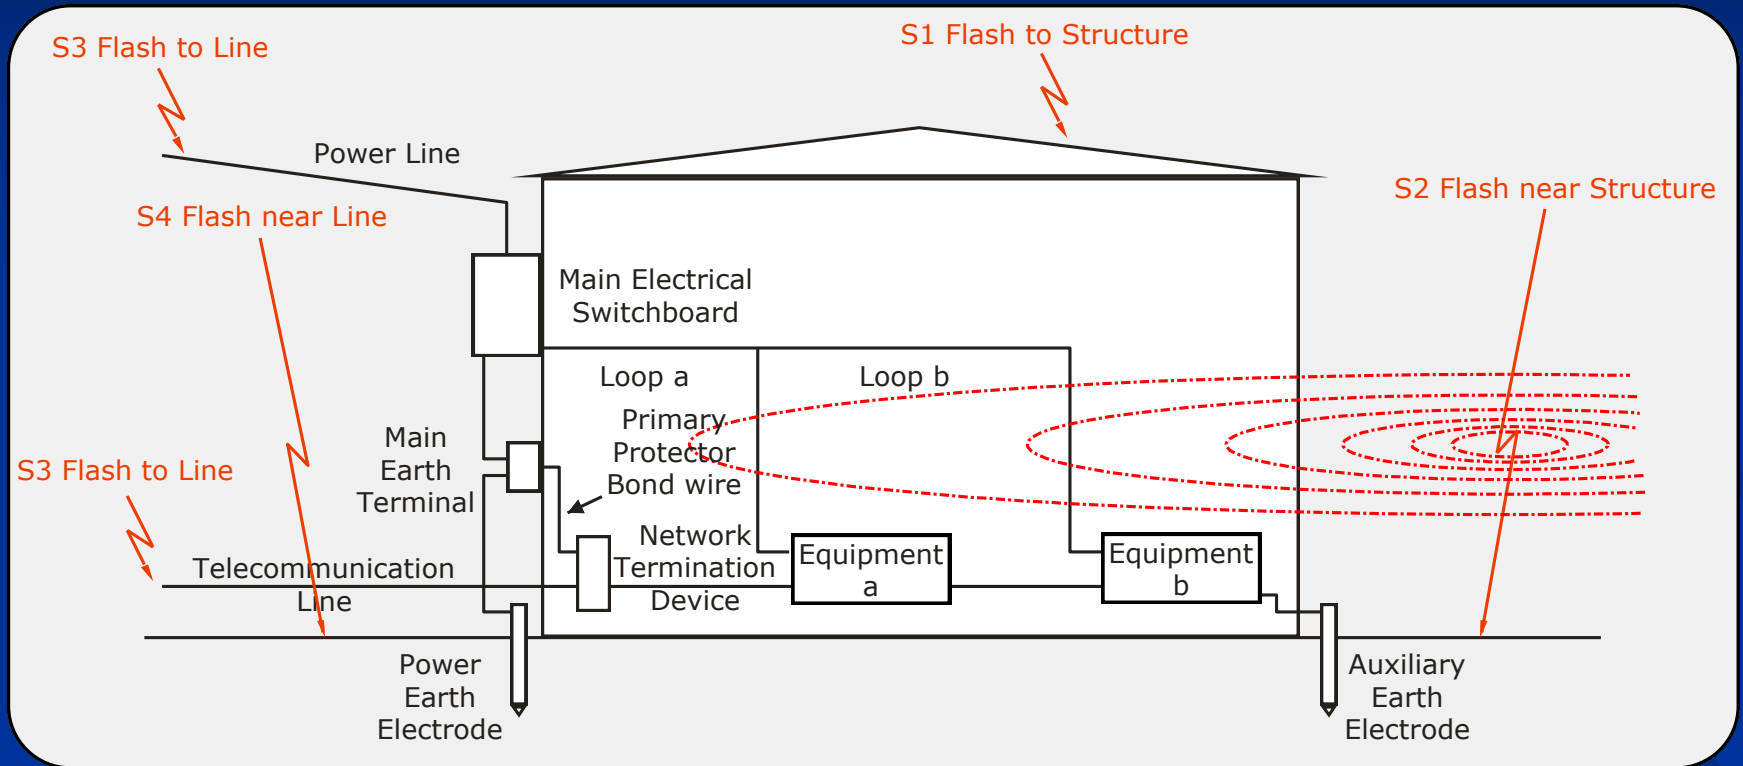 S3 Flash to Line
S1 Flash to Structure
Power Line
S2 Flash near Structure
S4 Flash near Line
Main Electrical
Switchboard
Loop a
Loop b
Primary
Protector
Bond wire
Main
Earth
Terminal
S3 Flash to Line
Network
Termination
Device
Equipment
a
Equipment
b
Telecommunication
Line
Power
Earth
Electrode
Auxiliary
Earth
Electrode